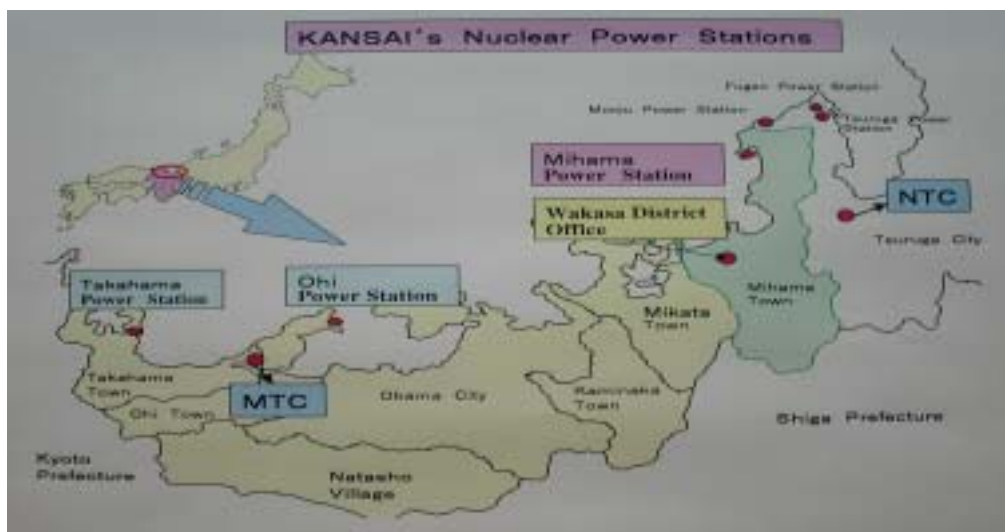 KANSAI's Nuclear Power Stations
Fugen Power Station
Monju Power Station
Tsuruga Power
Station
Mihama
Power Station
NTC
Wakasa District
Office
Tsuruga City
Takahama
Power Station
Ohi
Power Station
Mihama
Town
Mikata
Town
Takahama
Town
MTC
Obama City
Kaminaka
Town
Ohi Town
Shiga Prefecture
Kyoto
Prefecture
Natasho
Village